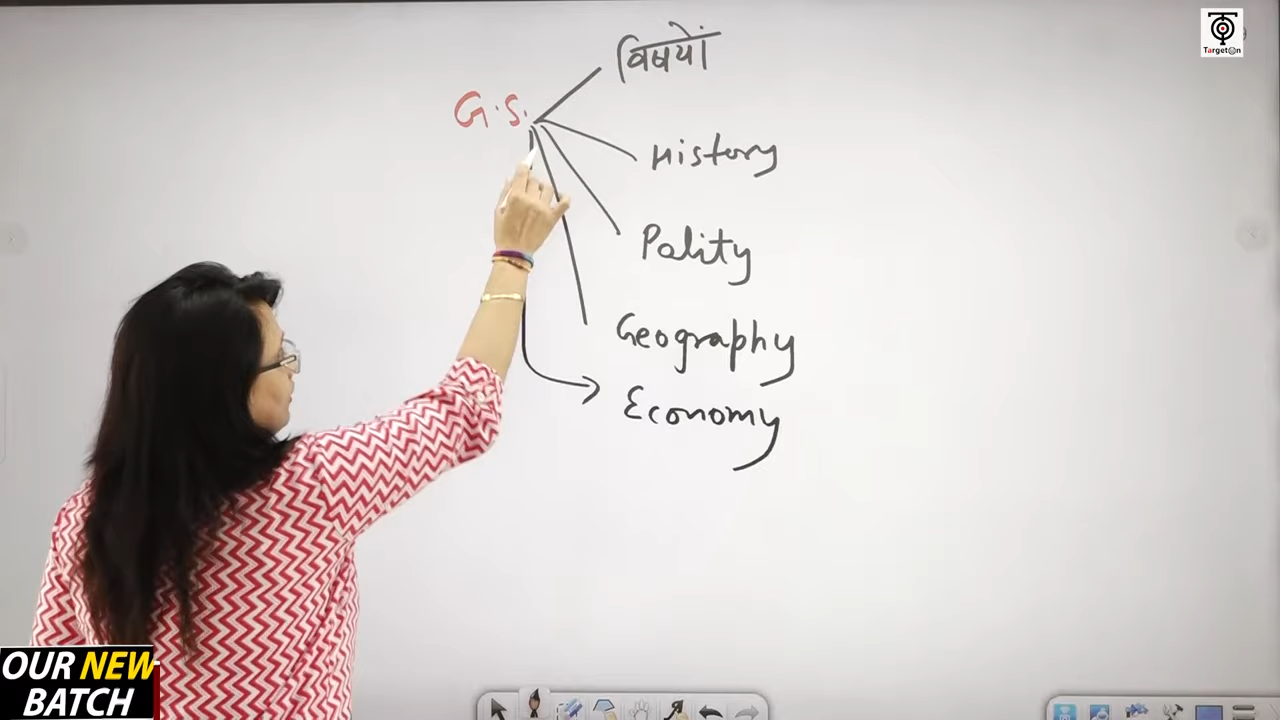 विषयों
G.S.
History
Polity
Geography
Economy
TargetOn
OUR NEW
BATCH